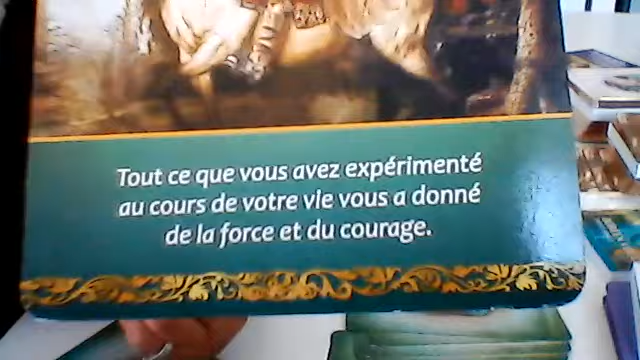 Tout ce que vous avez expérimenté
au cours de votre vie vous a donné
de la force et du courage.